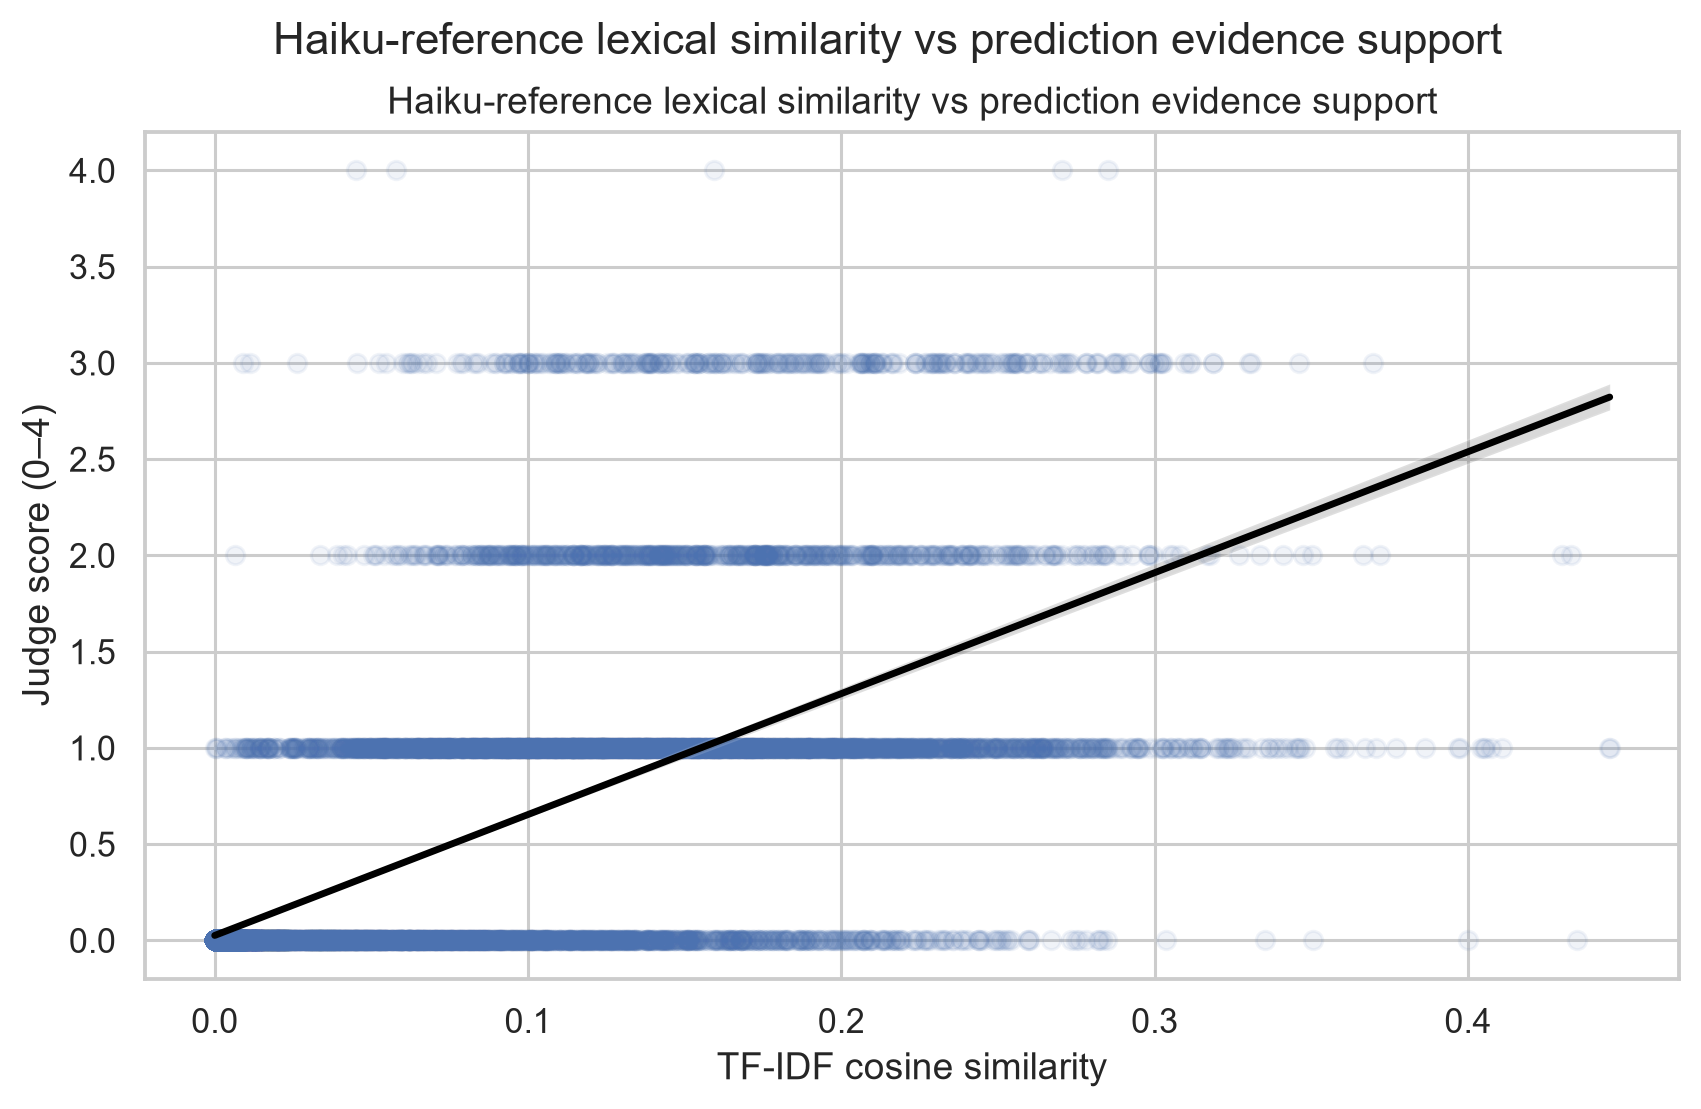 Haiku-reference lexical similarity vs prediction evidence support
Haiku-reference lexical similarity vs prediction evidence support
Judge score (0–4)
4.0
3.5
3.0
2.5
2.0
1.5
1.0
0.5
0.0
0.0 0.1 0.2 0.3 0.4
TF-IDF cosine similarity